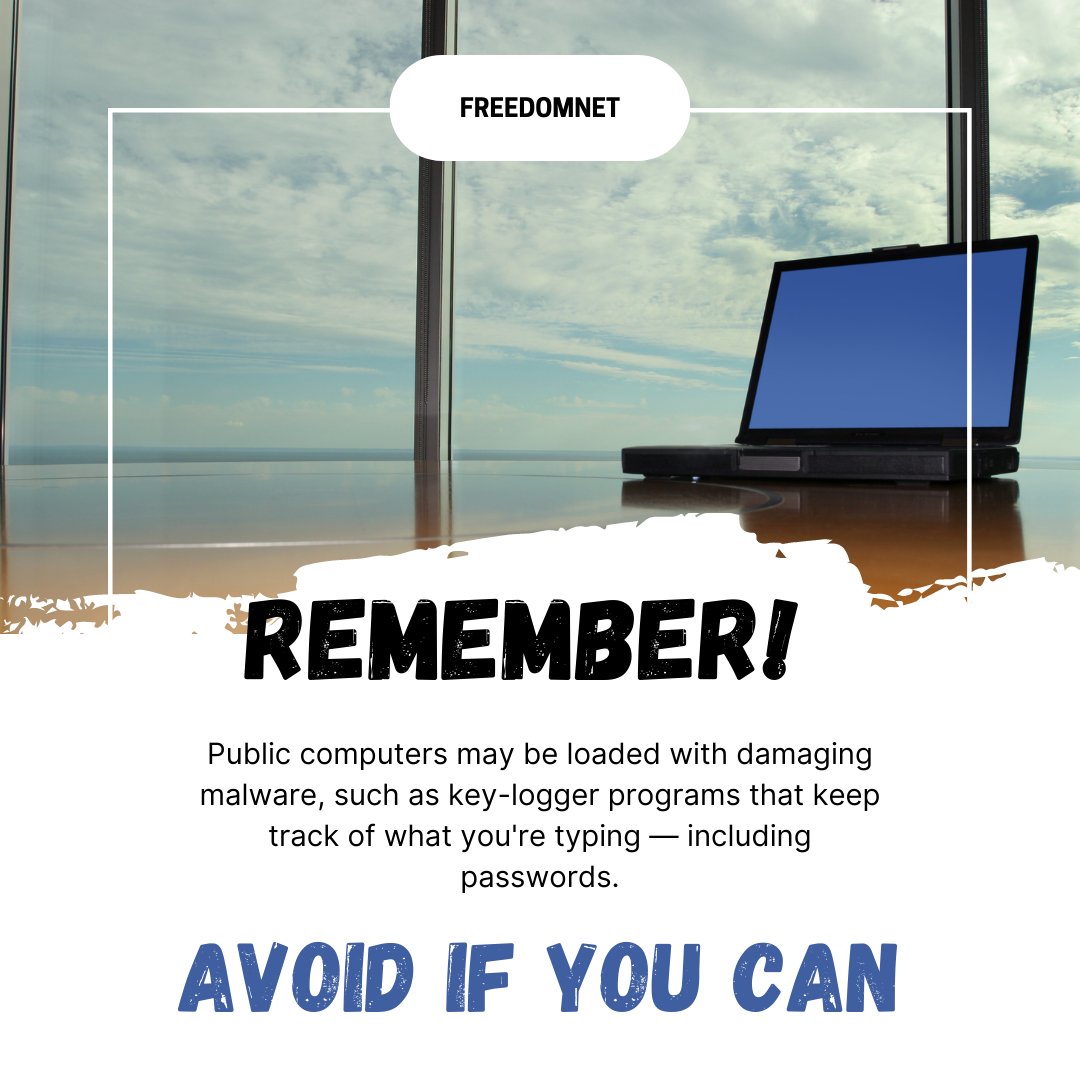 FREEDOMNET
REMEMBER!
Public computers may be loaded with damaging
malware, such as key-logger programs that keep
track of what you're typing — including
passwords.
AVOID IF YOU CAN